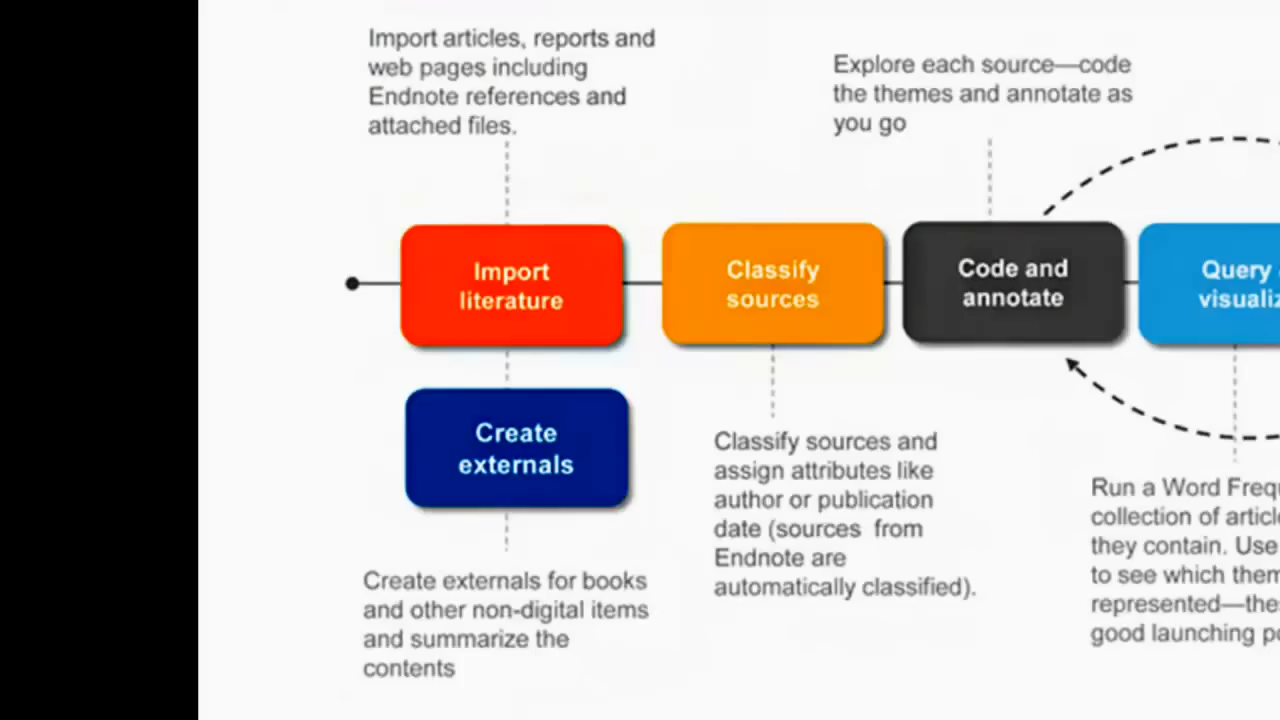 Import articles, reports and
web pages including
Endnote references and
attached files.
Explore each source—code
the themes and annotate as
you go
Import
literature
Classify
sources
Code and
annotate
Query
Create
externals
Classify sources and
assign attributes like
author or publication
date (sources from
Endnote are
automatically classified).
Run a Word
collection of
they contain. Use
to see which
good launching
Create externals for books
and other non-digital items
and summarize the
contents